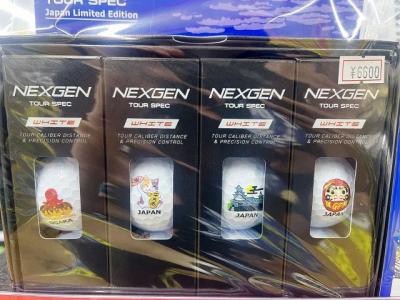 TOUR SPEC
Japan Limited Edition
¥6600
NEXGEN
TOUR SPEC
WHITE
TOUR CALIBER DISTANCE
& PRECISION CONTROL
OSAKA
NEXGEN
TOUR SPEC
WHITE
TOUR CALIBER DISTANCE
& PRECISION CONTROL
JAPAN
NEXGEN
TOUR SPEC
WHITE
TOUR CALIBER DISTANCE
& PRECISION CONTROL
JAPAN
NEXGEN
TOUR SPEC
WHITE
TOUR CALIBER DISTANCE
& PRECISION CONTROL
JAPAN